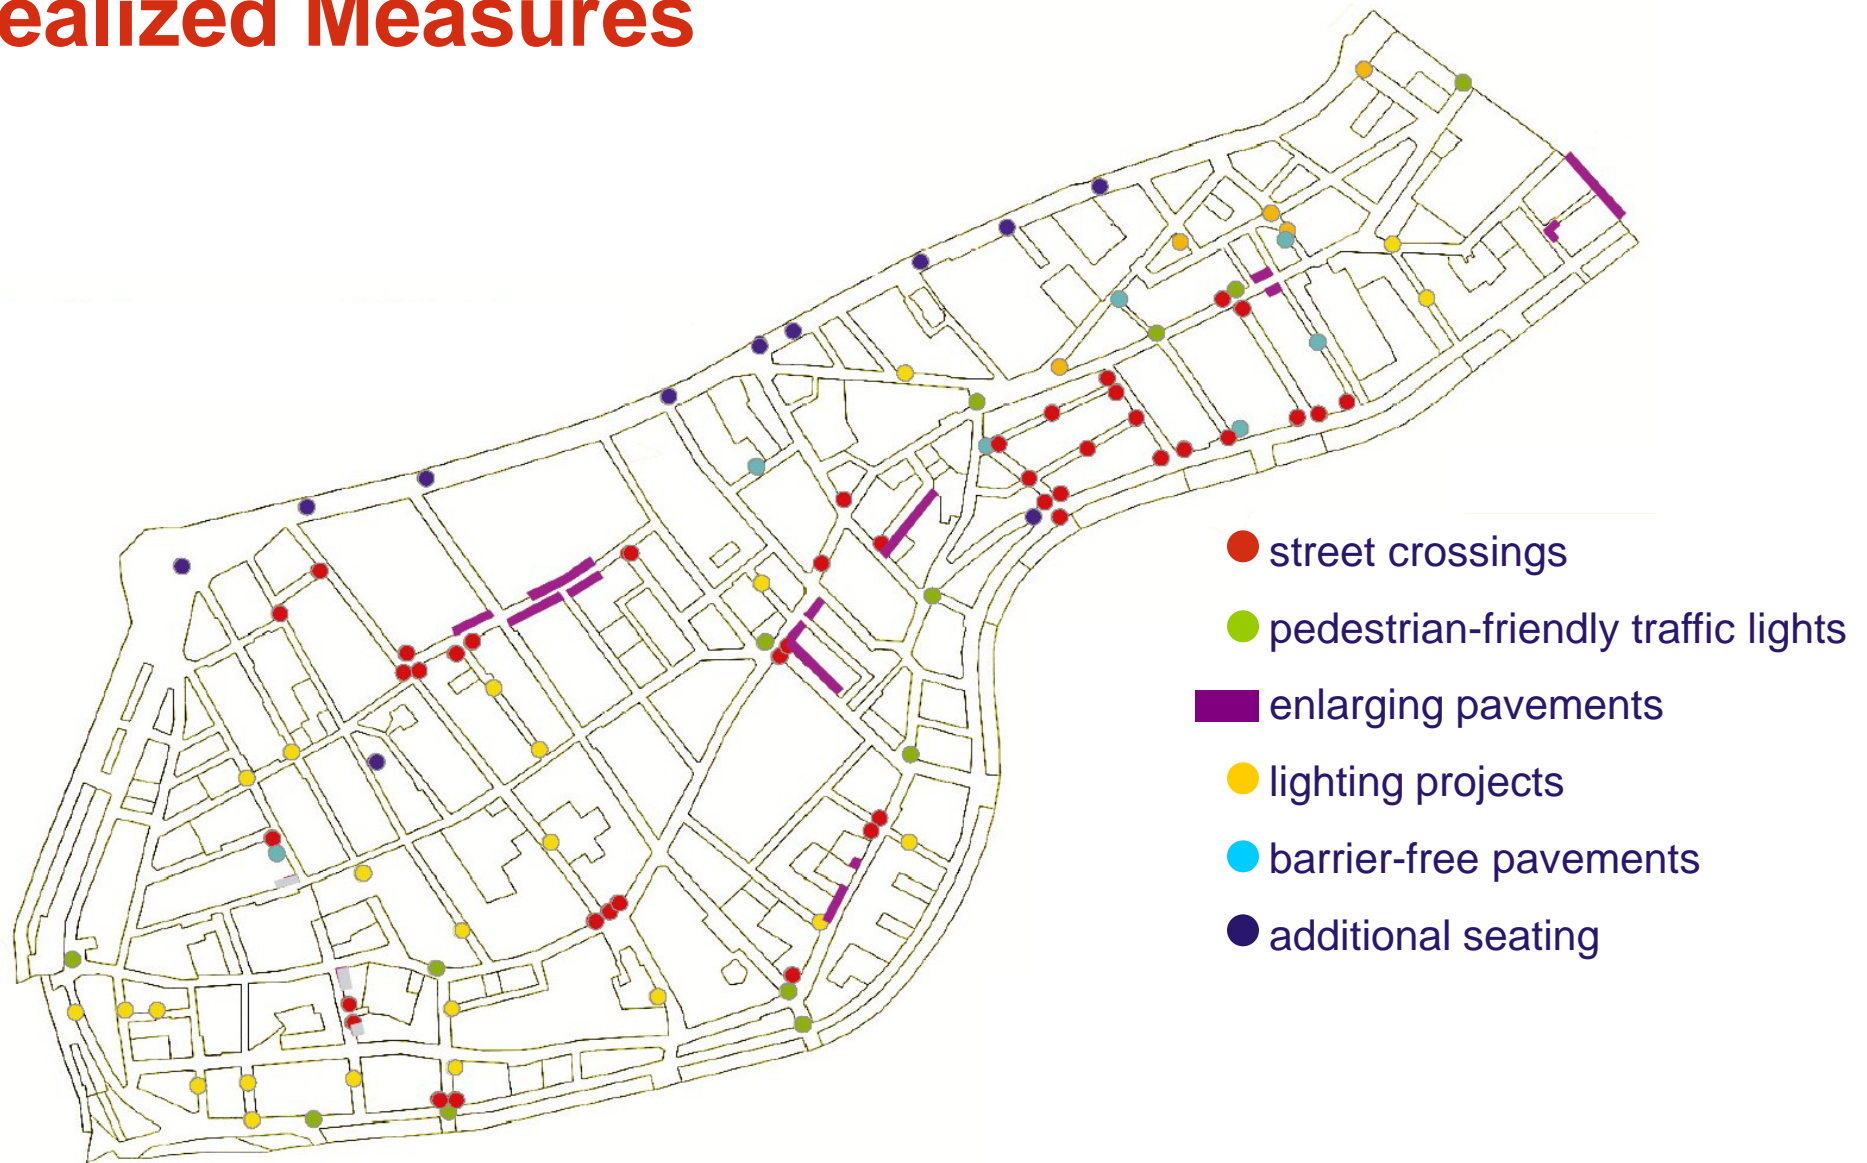 ealized Measures
street crossings
pedestrian-friendly traffic lights
enlarging pavements
lighting projects
barrier-free pavements
additional seating